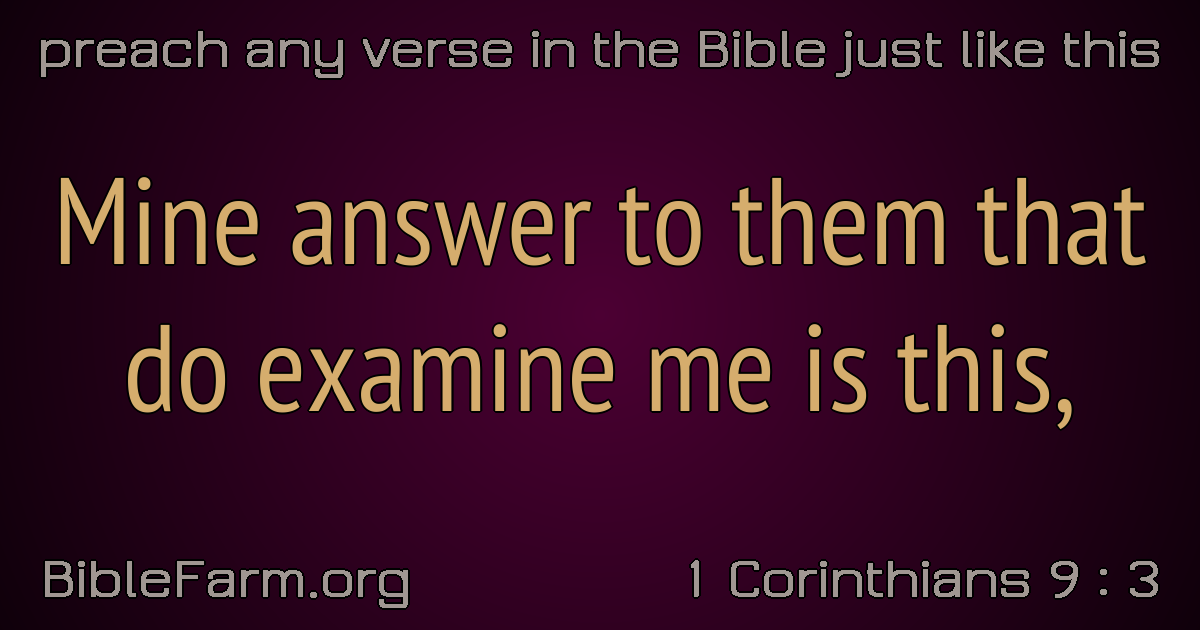 preach any verse in the Bible just like this
Mine answer to them that
do examine me is this,
BibleFarm.org
1 Corinthians 9 : 3